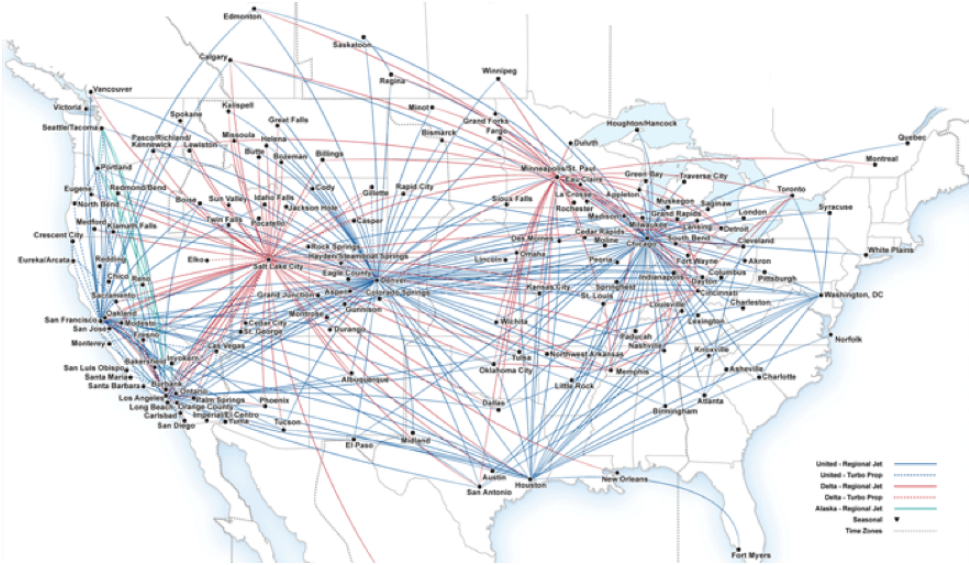 Edmonton
Saskatoon
Calgary
Regina
Winnipeg
Vancouver
Victoria
Kalispell
Minot
Spokane
Great Falls
Grand Forks
Fargo
Houghton/Hancock
Seattle/Tacoma
Pasco/Richland/
Kennewick
Lewiston
Missoula
Helena
Bismarck
Duluth
Quebec
Butte
Bozeman
Billings
Montreal
Portland
Minneapolis/St. Paul
Eau Claire
Green Bay
Traverse City
Eugene
Redmond/Bend
Boise
Sun Valley
Idaho Falls
Jackson Hole
Cody
Gillette
Rapid City
Sioux Falls
La Crosse
Rochester
Appleton
Muskegon
Saginaw
Toronto
North Bend
Medford
Klamath Falls
Twin Falls
Pocatello
Casper
Madison
Milwaukee
Grand Rapids
Lansing
London
Detroit
Syracuse
Crescent City
Cedar Rapids
Des Moines
Moline
Chicago
South Bend
Cleveland
Eureka/Arcata
Redding
Elko
Salt Lake City
Rock Springs
Hayden/Steamboat Springs
Lincoln
Omaha
Peoria
Fort Wayne
Akron
White Plains
Chico
Reno
Eagle County
Denver
Indianapolis
Dayton
Columbus
Pittsburgh
Sacramento
Grand Junction
Aspen
Colorado Springs
Kansas City
St. Louis
Springfield
Cincinnati
Washington, DC
San Francisco
Oakland
Modesto
Montrose
Gunnison
Louisville
Charleston
San Jose
Fresno
Cedar City
St. George
Durango
Wichita
Lexington
Monterey
Inyokern
Las Vegas
Paducah
Nashville
Knoxville
Norfolk
San Luis Obispo
Bakersfield
Tulsa
Northwest Arkansas
Santa Maria
Santa Barbara
Burbank
Ontario
Albuquerque
Oklahoma City
Memphis
Asheville
Charlotte
Los Angeles
Palm Springs
Phoenix
Little Rock
Long Beach
Orange County
Dallas
Birmingham
Atlanta
Carlsbad
Imperial/El Centro
San Diego
Yuma
Tucson
El Paso
Midland
Austin
San Antonio
Houston
New Orleans
Fort Myers
United - Regional Jet
United - Turbo Prop
Delta - Regional Jet
Delta - Turbo Prop
Alaska - Regional Jet
Seasonal
Time Zones